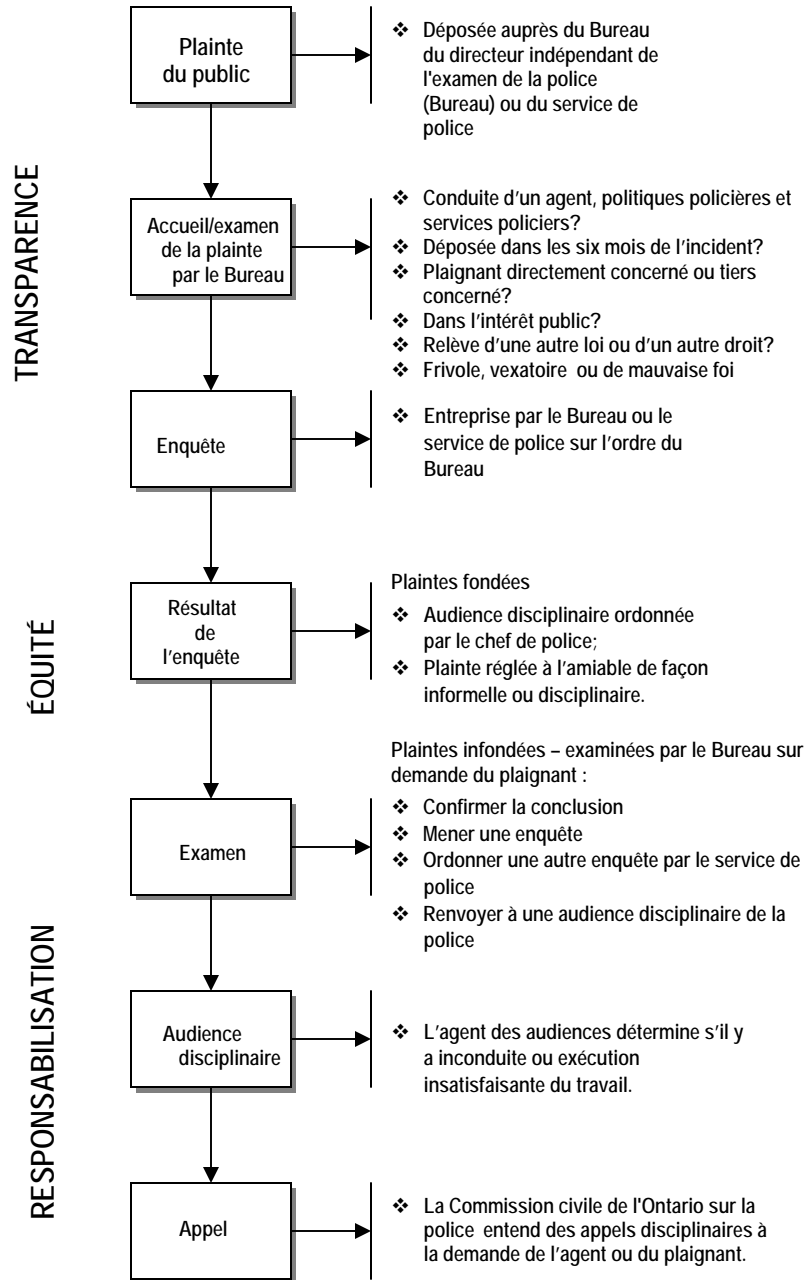 Plainte
du public
❖ Déposée auprès du Bureau
du directeur indépendant de
l'examen de la police
(Bureau) ou du service de
police
TRANSPARENCE
Accueil/examen
de la plainte
par le Bureau
❖ Conduite d’un agent, politiques policières et
services policiers?
❖ Déposée dans les six mois de l’incident?
❖ Plaignant directement concerné ou tiers
concerné?
❖ Dans l’intérêt public?
❖ Relève d’une autre loi ou d’un autre droit?
❖ Frivole, vexatoire ou de mauvaise foi
Enquête
❖ Entreprise par le Bureau ou le
service de police sur l’ordre du
Bureau
ÉQUITÉ
Résultat
de
l’enquête
Plaintes fondées
❖ Audience disciplinaire ordonnée
par le chef de police;
❖ Plainte réglée à l’amiable de façon
informelle ou disciplinaire.
Examen
Plaintes infondées – examinées par le Bureau sur
demande du plaignant :
❖ Confirmer la conclusion
❖ Mener une enquête
❖ Ordonner une autre enquête par le service de
police
❖ Renvoyer à une audience disciplinaire de la
police
RESPONSABILISATION
Audience
disciplinaire
❖ L’agent des audiences détermine s’il y
a inconduite ou exécution
insatisfaisante du travail.
Appel
❖ La Commission civile de l'Ontario sur la
police entend des appels disciplinaires à
la demande de l’agent ou du plaignant.